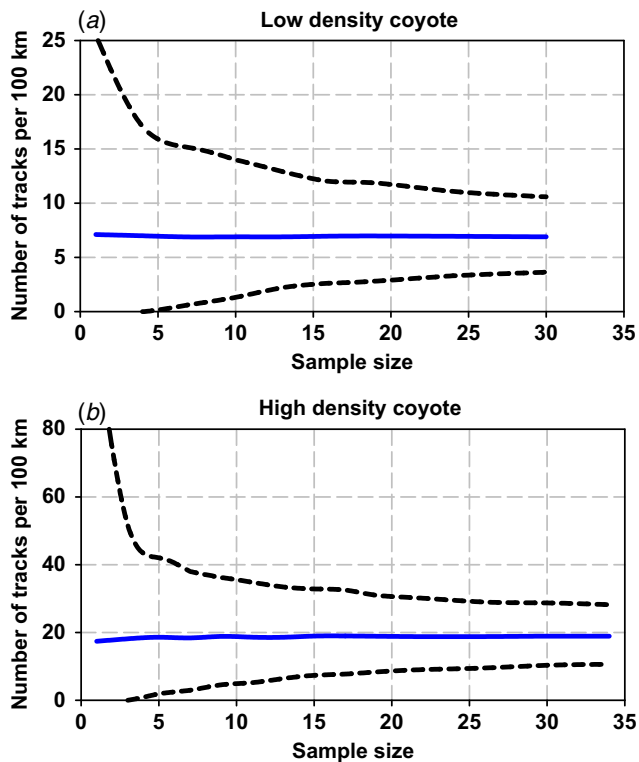 (a) Low density coyote
Number of tracks per 100 km
25
20
15
10
5
0
0 5 10 15 20 25 30 35
Sample size
(b) High density coyote
Number of tracks per 100 km
80
60
40
20
0
0 5 10 15 20 25 30 35
Sample size